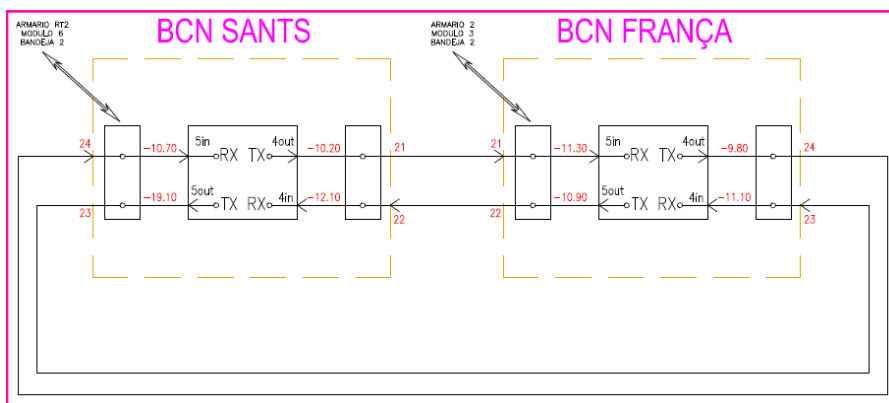 ARMARIO RT2
MODULO 6
BANDEJA 2
BCN SANTS
ARMARIO 2
MODULO 3
BANDEJA 2
BCN FRANÇA
24
-10.70
5in
RX
TX
4out
-10.20
21
21
-11.30
5in
RX
TX
4out
-9.80
24
23
-19.10
5out
TX
RX
4in
-12.10
22
22
-10.90
5out
TX
RX
4in
-11.10
23